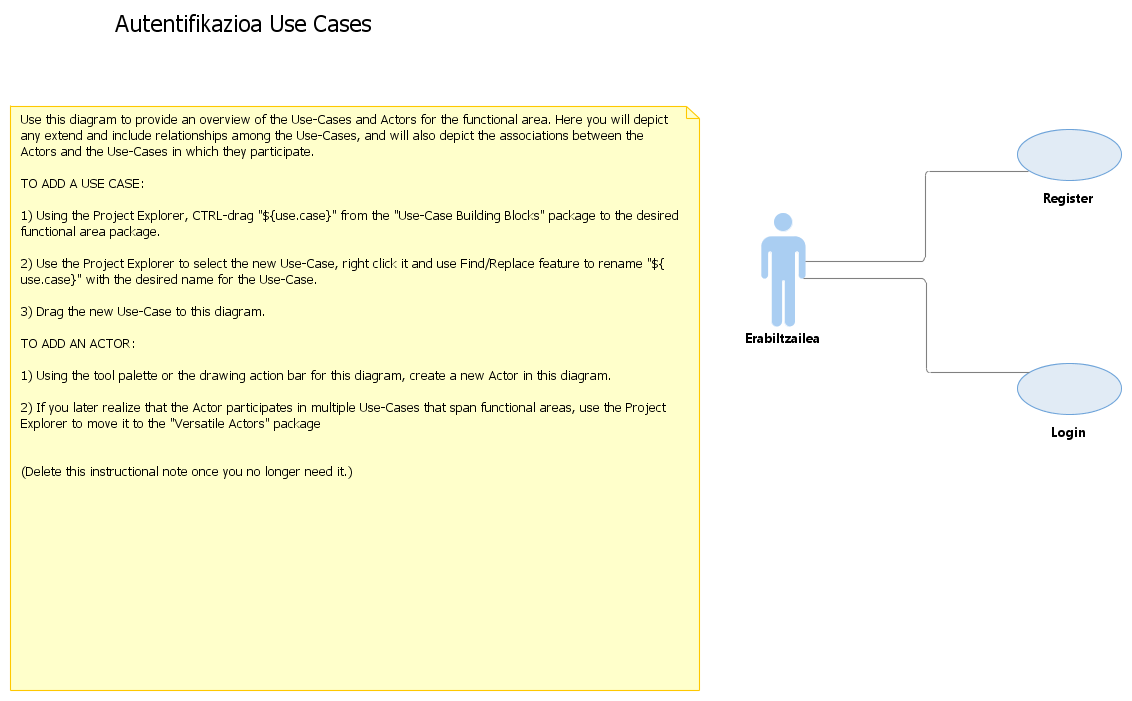 Autentifikazioa Use Cases
Use this diagram to provide an overview of the Use-Cases and Actors for the functional area. Here you will depict
any extend and include relationships among the Use-Cases, and will also depict the associations between the
Actors and the Use-Cases in which they participate.
TO ADD A USE CASE:
1) Using the Project Explorer, CTRL-drag "${use.case}" from the "Use-Case Building Blocks" package to the desired
functional area package.
2) Use the Project Explorer to select the new Use-Case, right click it and use Find/Replace feature to rename "${
use.case}" with the desired name for the Use-Case.
3) Drag the new Use-Case to this diagram.
TO ADD AN ACTOR:
1) Using the tool palette or the drawing action bar for this diagram, create a new Actor in this diagram.
2) If you later realize that the Actor participates in multiple Use-Cases that span functional areas, use the Project
Explorer to move it to the "Versatile Actors" package
(Delete this instructional note once you no longer need it.)
Register
Erabiltzailea
Login